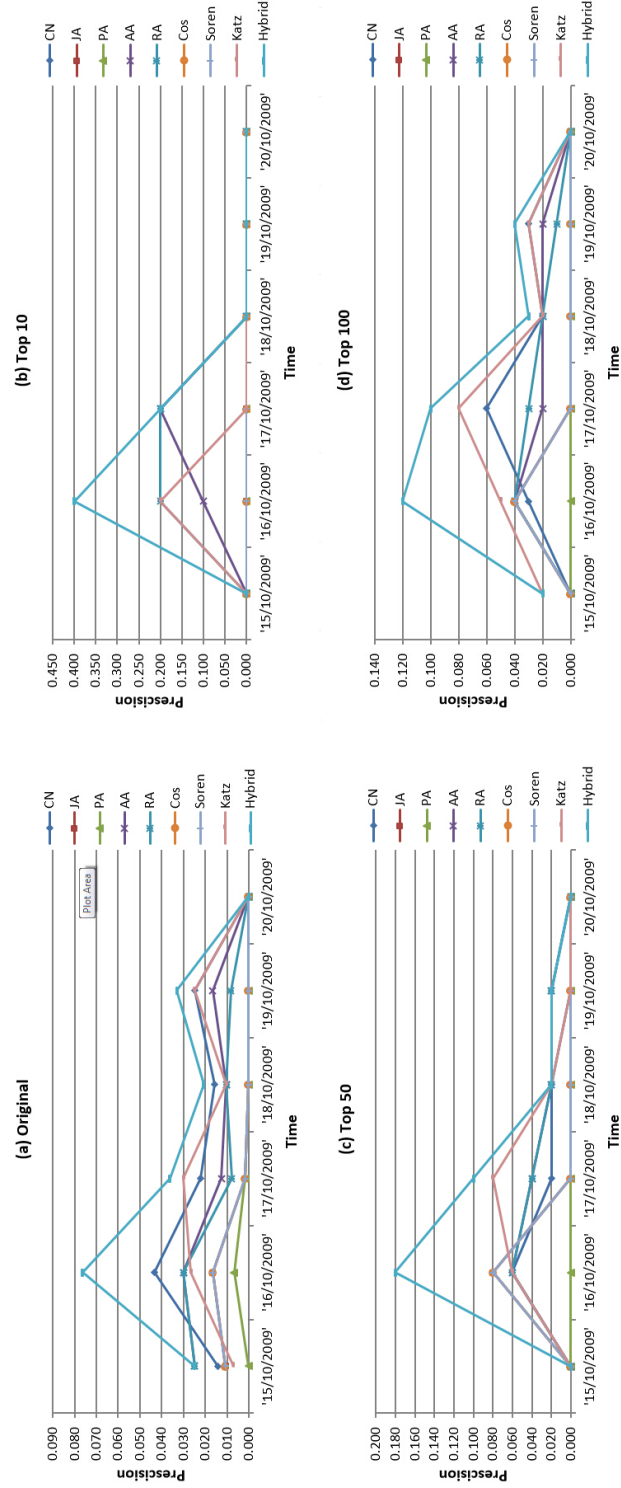 (a) Original
Prescision
0.090
0.080
0.070
0.060
0.050
0.040
0.030
0.020
0.010
0.000
Plot Area
'15/10/2009' '16/10/2009' '17/10/2009' '18/10/2009' '19/10/2009' '20/10/2009'
Time
CN
JA
PA
AA
RA
Cos
Soren
Katz
Hybrid
(b) Top 10
Prescision
0.450
0.400
0.350
0.300
0.250
0.200
0.150
0.100
0.050
0.000
'15/10/2009' '16/10/2009' '17/10/2009' '18/10/2009' '19/10/2009' '20/10/2009'
Time
CN
JA
PA
AA
RA
Cos
Soren
Katz
Hybrid
(c) Top 50
Precision
0.200
0.180
0.160
0.140
0.120
0.100
0.080
0.060
0.040
0.020
0.000
'15/10/2009' '16/10/2009' '17/10/2009' '18/10/2009' '19/10/2009' '20/10/2009'
Time
CN
JA
PA
AA
RA
Cos
Soren
Katz
Hybrid
(d) Top 100
Prescision
0.140
0.120
0.100
0.080
0.060
0.040
0.020
0.000
'15/10/2009' '16/10/2009' '17/10/2009' '18/10/2009' '19/10/2009' '20/10/2009'
Time
CN
JA
PA
AA
RA
Cos
Soren
Katz
Hybrid